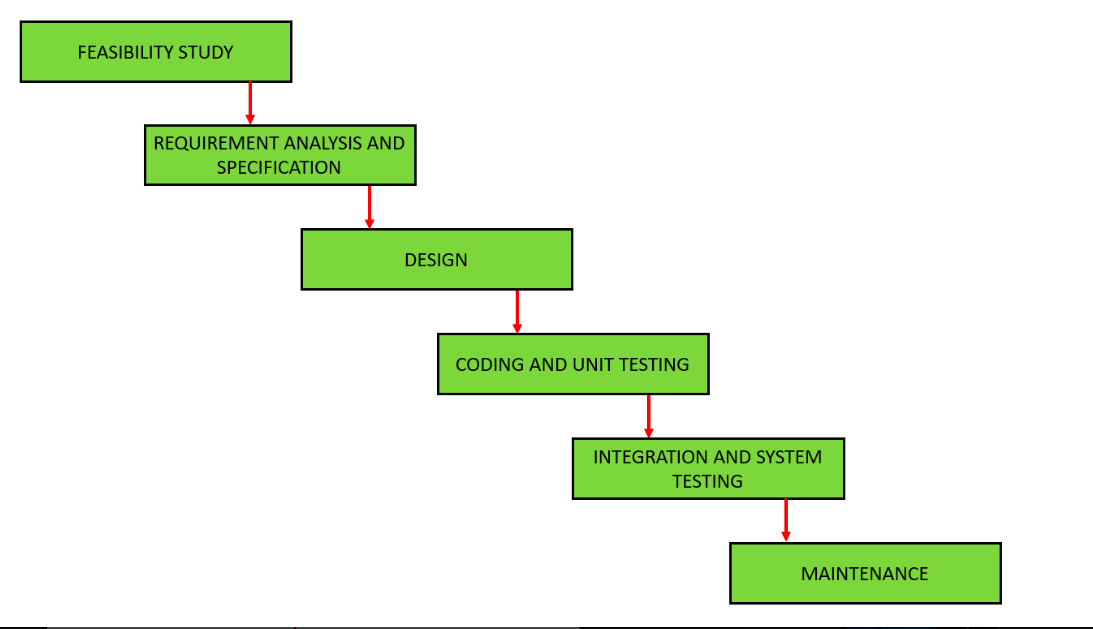 FEASIBILITY STUDY
REQUIREMENT ANALYSIS AND
SPECIFICATION
DESIGN
CODING AND UNIT TESTING
INTEGRATION AND SYSTEM
TESTING
MAINTENANCE